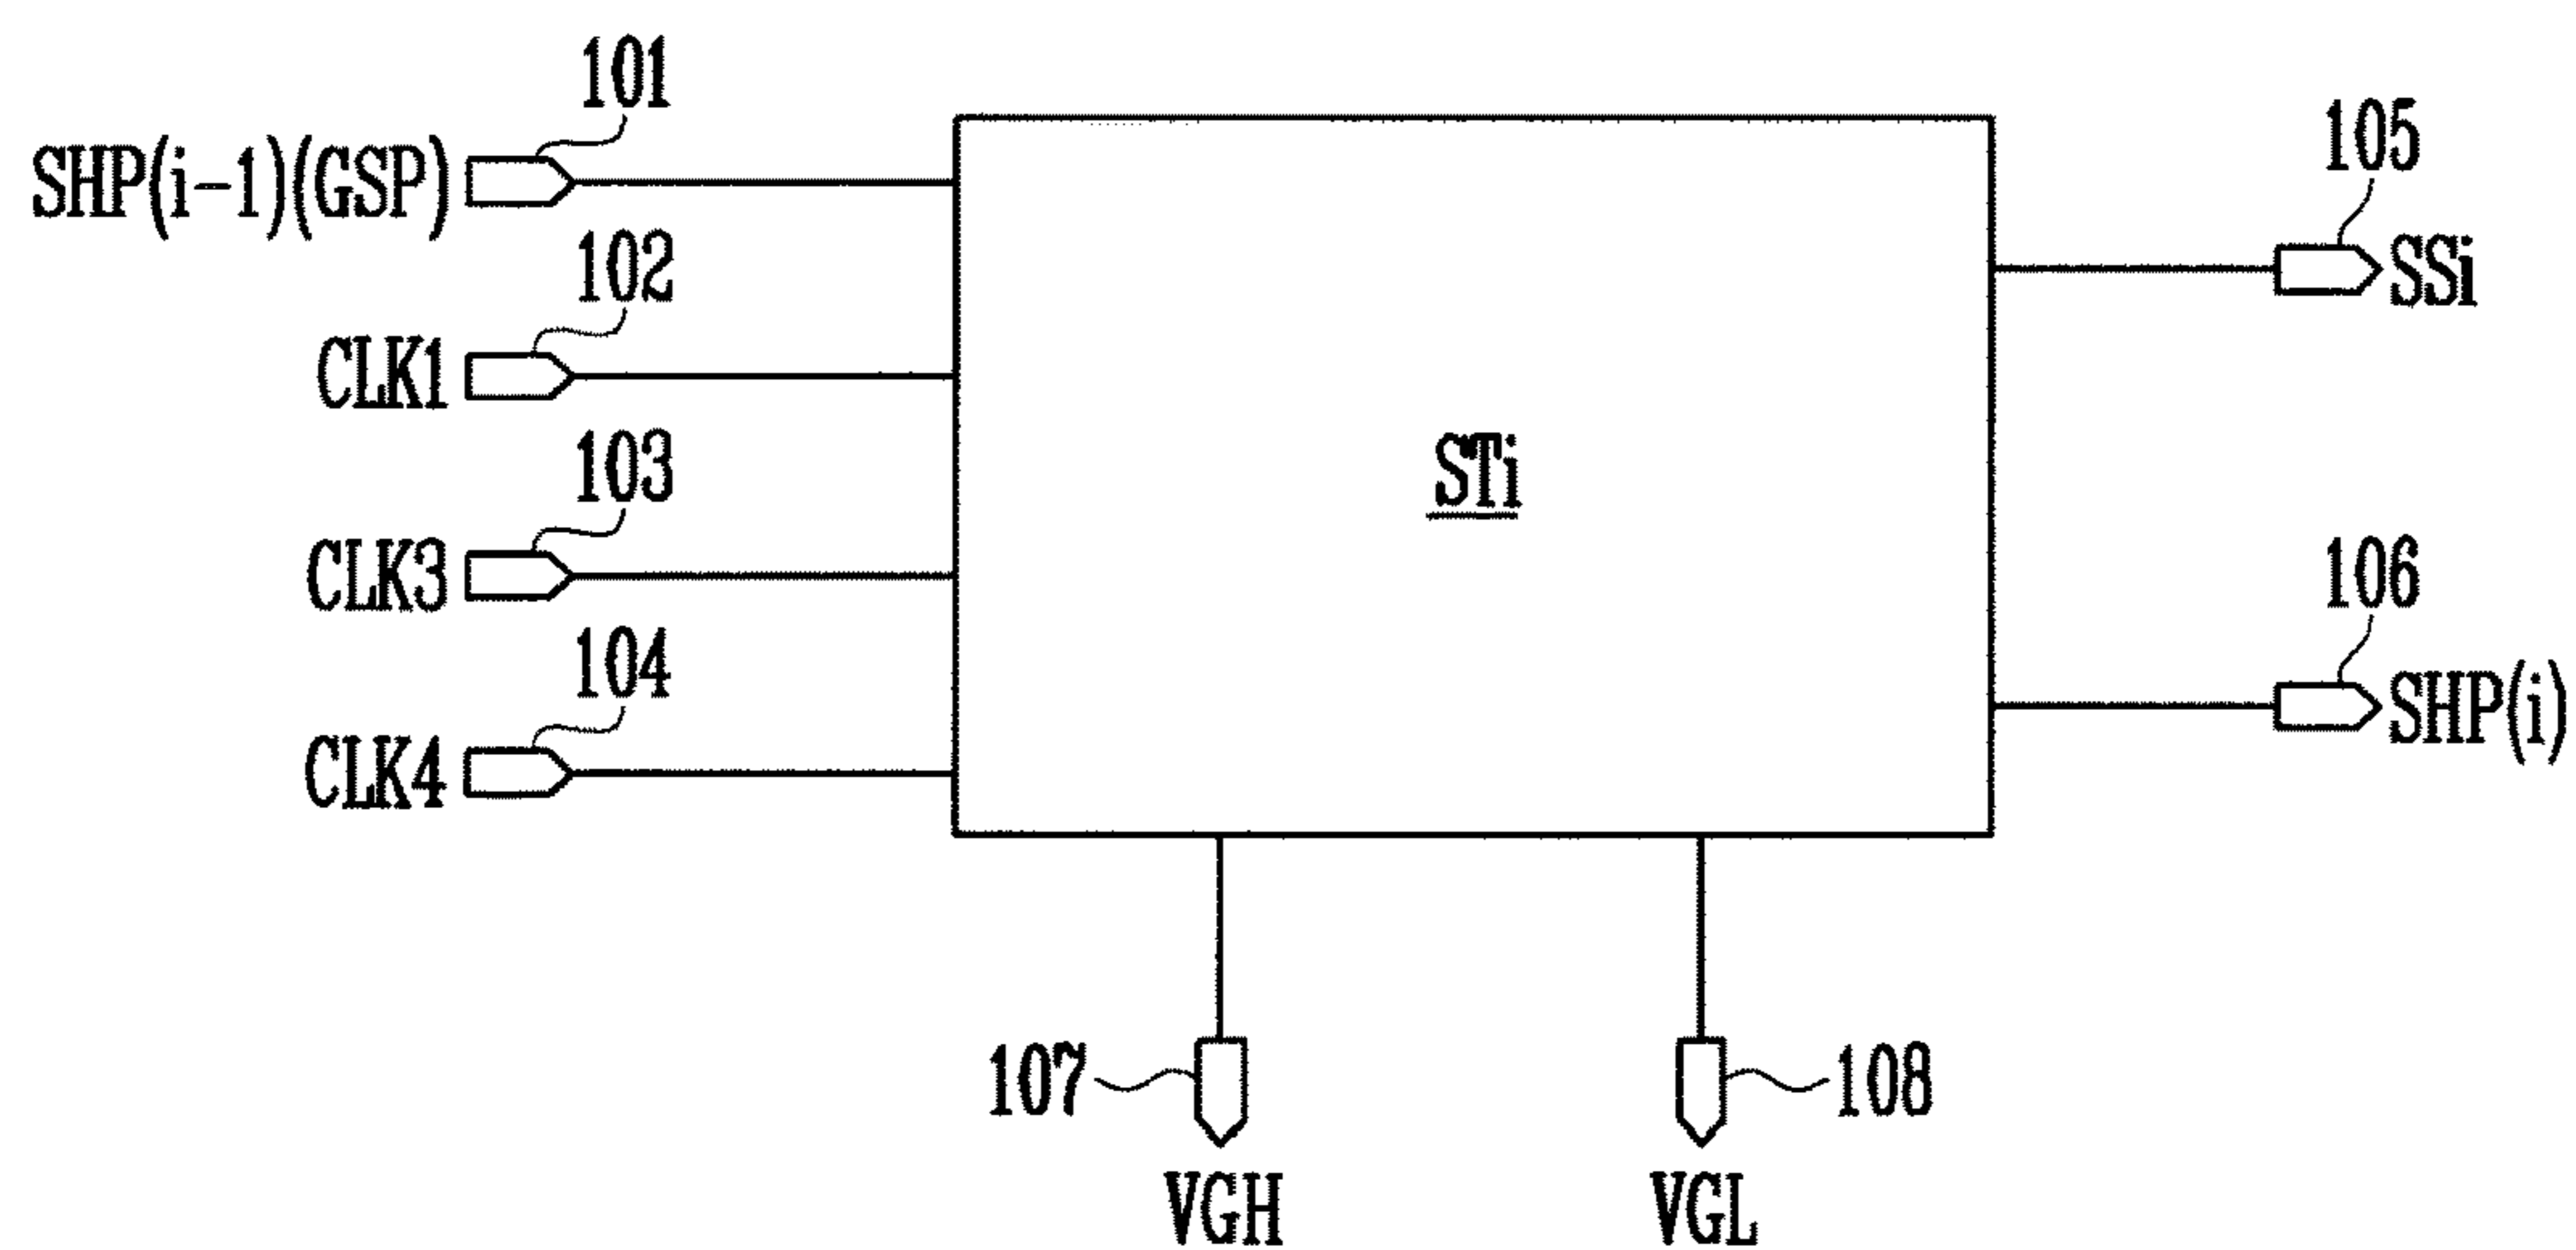 101
SHP(i-1)(GSP)
102
CLK1
103
CLK3
104
CLK4
STi
105
SSi
106
SHP(i)
107
VGH
108
VGL